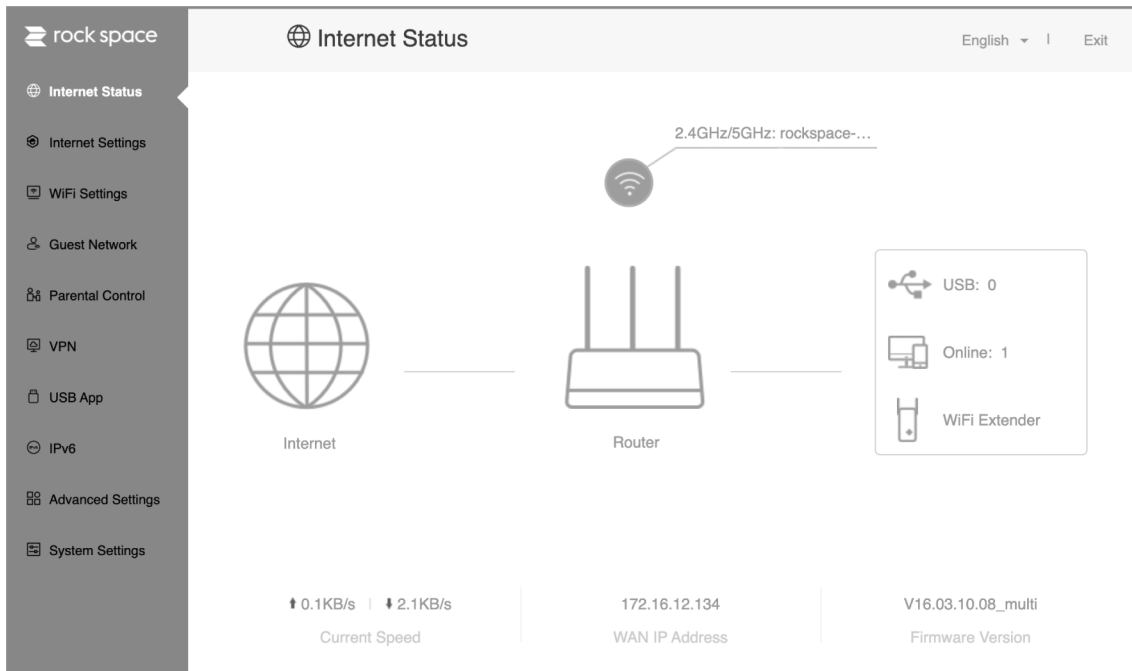 rock space
Internet Status
English
Exit
Internet Status
Internet Settings
WiFi Settings
Guest Network
Parental Control
VPN
USB App
IPv6
Advanced Settings
System Settings
2.4GHz/5GHz: rockspace-...
USB: 0
Online: 1
WiFi Extender
Internet
Router
0.1KB/s | 2.1KB/s
Current Speed
172.16.12.134
WAN IP Address
V16.03.10.08_multi
Firmware Version